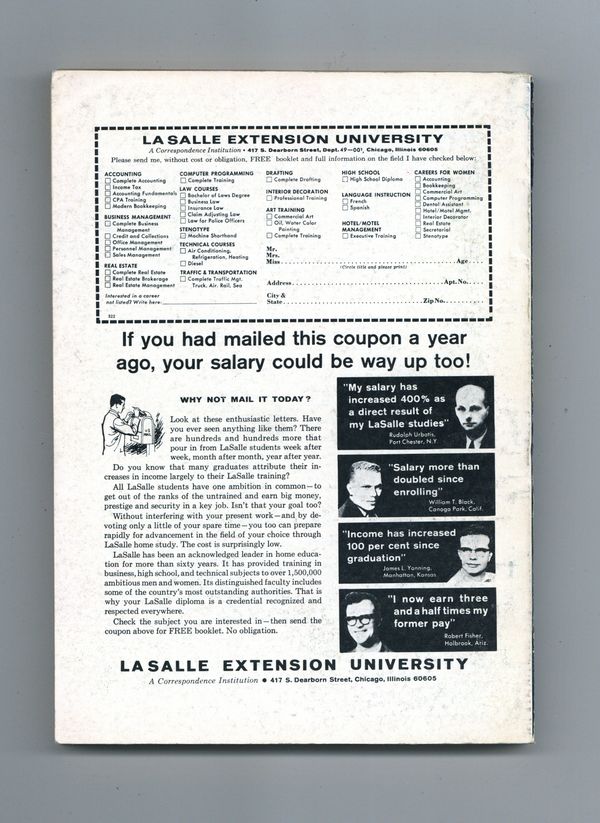 LA SALLE EXTENSION UNIVERSITY
A Correspondence Institution • 417 S. Dearborn Street, Dept. 49-001, Chicago, Illinois 60605
Please send me, without cost or obligation, FREE booklet and full information on the field I have checked below:
ACCOUNTING
Complete Accounting
Income Tax
Accounting Fundamentals
CPA Training
Modern Bookkeeping
BUSINESS MANAGEMENT
Complete Business
Management
Credit and Collections
Office Management
Personnel Management
Sales Management
REAL ESTATE
Complete Real Estate
Real Estate Brokerage
Real Estate Management
Interested in a career
not listed? Write here
COMPUTER PROGRAMMING
Complete Training
LAW COURSES
Bachelor of Laws Degree
Business Law
Insurance Law
Claim Adjusting Law
Law for Police Officers
STENOTYPE
Machine Shorthand
TECHNICAL COURSES
Air Conditioning,
Refrigeration, Heating
Diesel
TRAFFIC & TRANSPORTATION
Complete Traffic Mgt.
Truck, Air, Rail, Sea
DRAFTING
Complete Drafting
INTERIOR DECORATION
Professional Training
ART TRAINING
Commercial Art
Oil, Water Color
Painting
Complete Training
HIGH SCHOOL
High School Diploma
LANGUAGE INSTRUCTION
French
Spanish
HOTEL/MOTEL
MANAGEMENT
Executive Training
CAREERS FOR WOMEN
Accounting
Bookkeeping
Commercial Art
Computer Programming
Dental Assistant
Hotel/Motel Mgmt.
Interior Decorator
Real Estate
Secretarial
Stenotype
Mr.
Mrs.
Miss Age
(Circle title and please print)
Address Apt. No.
City &
State Zip No.
822
If you had mailed this coupon a year
ago, your salary could be way up too!
WHY NOT MAIL IT TODAY?
Look at these enthusiastic letters. Have
you ever seen anything like them? There
are hundreds and hundreds more that
pour in from LaSalle students week after
week, month after month, year after year.
Do you know that many graduates attribute their in-
creases in income largely to their LaSalle training?
All LaSalle students have one ambition in common—to
get out of the ranks of the untrained and earn big money,
prestige and security in a key job. Isn't that your goal too?
Without interfering with your present work—and by de-
voting only a little of your spare time—you too can prepare
rapidly for advancement in the field of your choice through
LaSalle home study. The cost is surprisingly low.
LaSalle has been an acknowledged leader in home educa-
tion for more than sixty years. It has provided training in
business, high school, and technical subjects to over 1,500,000
ambitious men and women. Its distinguished faculty includes
some of the country's most outstanding authorities. That is
why your LaSalle diploma is a credential recognized and
respected everywhere.
Check the subject you are interested in—then send the
coupon above for FREE booklet. No obligation.
"My salary has
increased 400% as
a direct result of
my LaSalle studies"
Rudolph Urbatis,
Port Chester, N.Y.
"Salary more than
doubled since
enrolling"
William T. Black,
Canoga Park, Calif.
"Income has increased
100 per cent since
graduation"
James L. Yonning,
Manhattan, Kansas
"I now earn three
and a half times my
former pay"
Robert Fisher,
Holbrook, Ariz.
LA SALLE EXTENSION UNIVERSITY
A Correspondence Institution • 417 S. Dearborn Street, Chicago, Illinois 60605